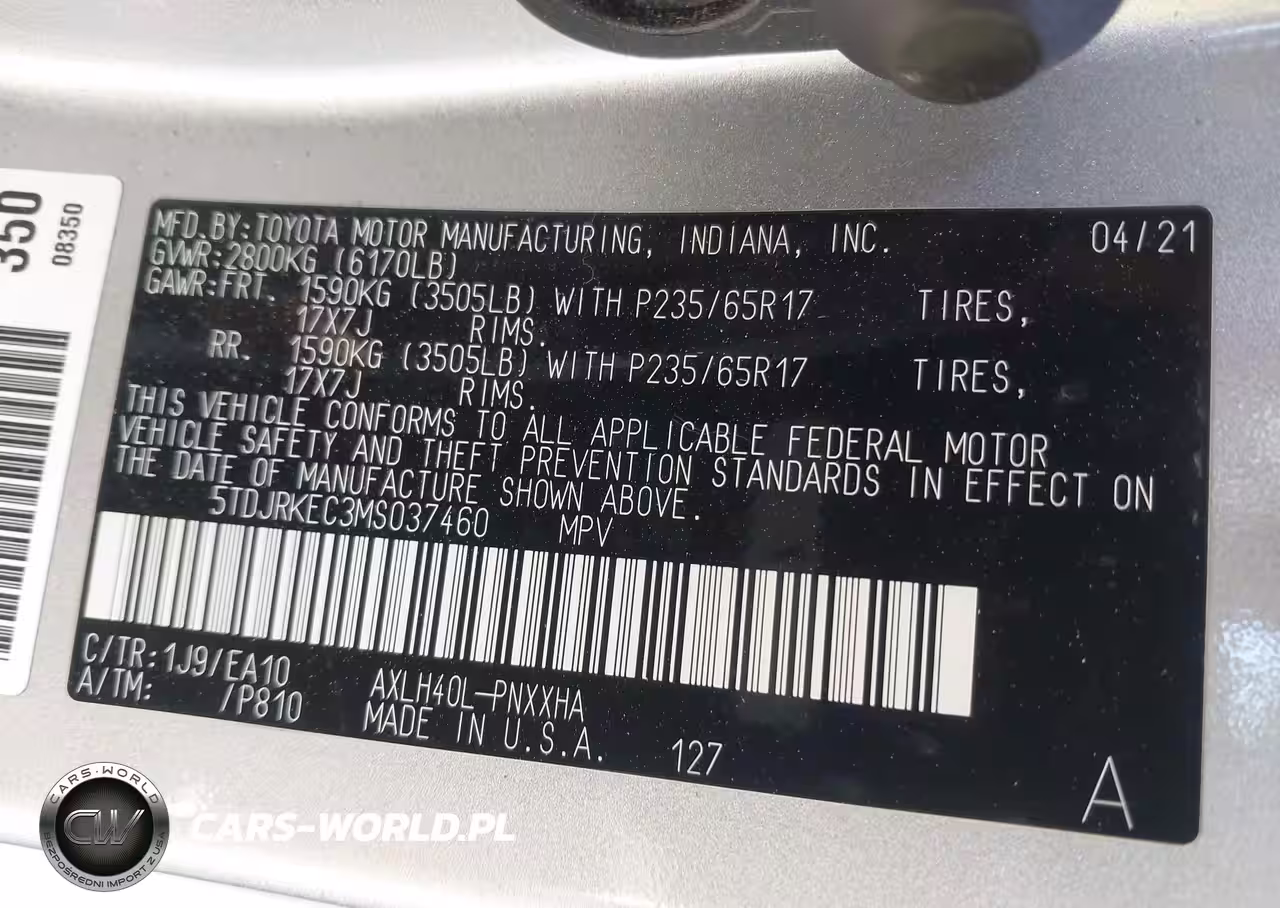 350
08350
MFD.BY:TOYOTA MOTOR MANUFACTURING, INDIANA, INC. 04/21
GVWR:2800KG (6170LB)
GAWR:FRT. 1590KG (3505LB) WITH P235/65R17 TIRES,
17X7J RIMS.
RR. 1590KG (3505LB) WITH P235/65R17 TIRES,
17X7J RIMS.
THIS VEHICLE CONFORMS TO ALL APPLICABLE FEDERAL MOTOR
VEHICLE SAFETY AND THEFT PREVENTION STANDARDS IN EFFECT ON
THE DATE OF MANUFACTURE SHOWN ABOVE.
5TDJRKEC3MS037460 MPV
C/TR:1J9/EA10 AXLH40L-PNXXHA
A/TM: /P810 MADE IN U.S.A. 127
A
CARS-WORLD
CW
BEZPOŚREDNI IMPORT Z USA
CARS-WORLD.PL